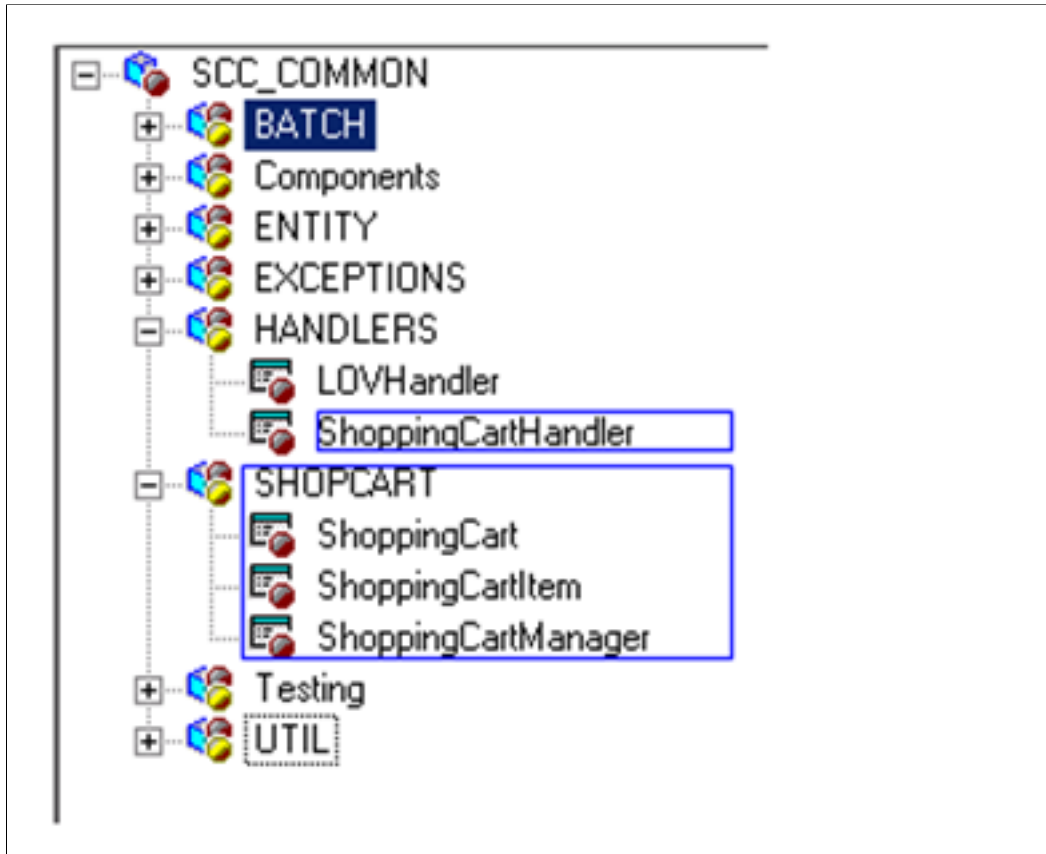 SCC_COMMON
BATCH
Components
ENTITY
EXCEPTIONS
HANDLERS
LOVHandler
ShoppingCartHandler
SHOPCART
ShoppingCart
ShoppingCartItem
ShoppingCartManager
Testing
UTIL